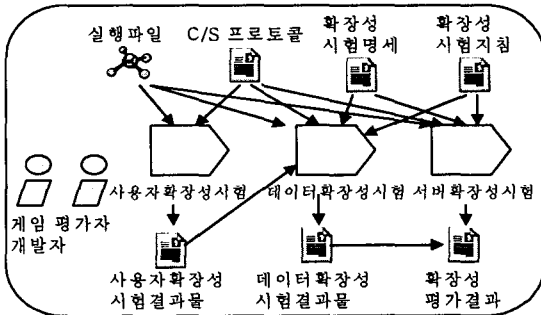 실행파일 C/S 프로토콜 확장성 확장성
시험명세 시험지침
사용자확장성시험 데이터확장성시험 서버확장성시험
게임 평가자
개발자
사용자확장성 데이터확장성 확장성
시험결과물 시험결과물 평가결과